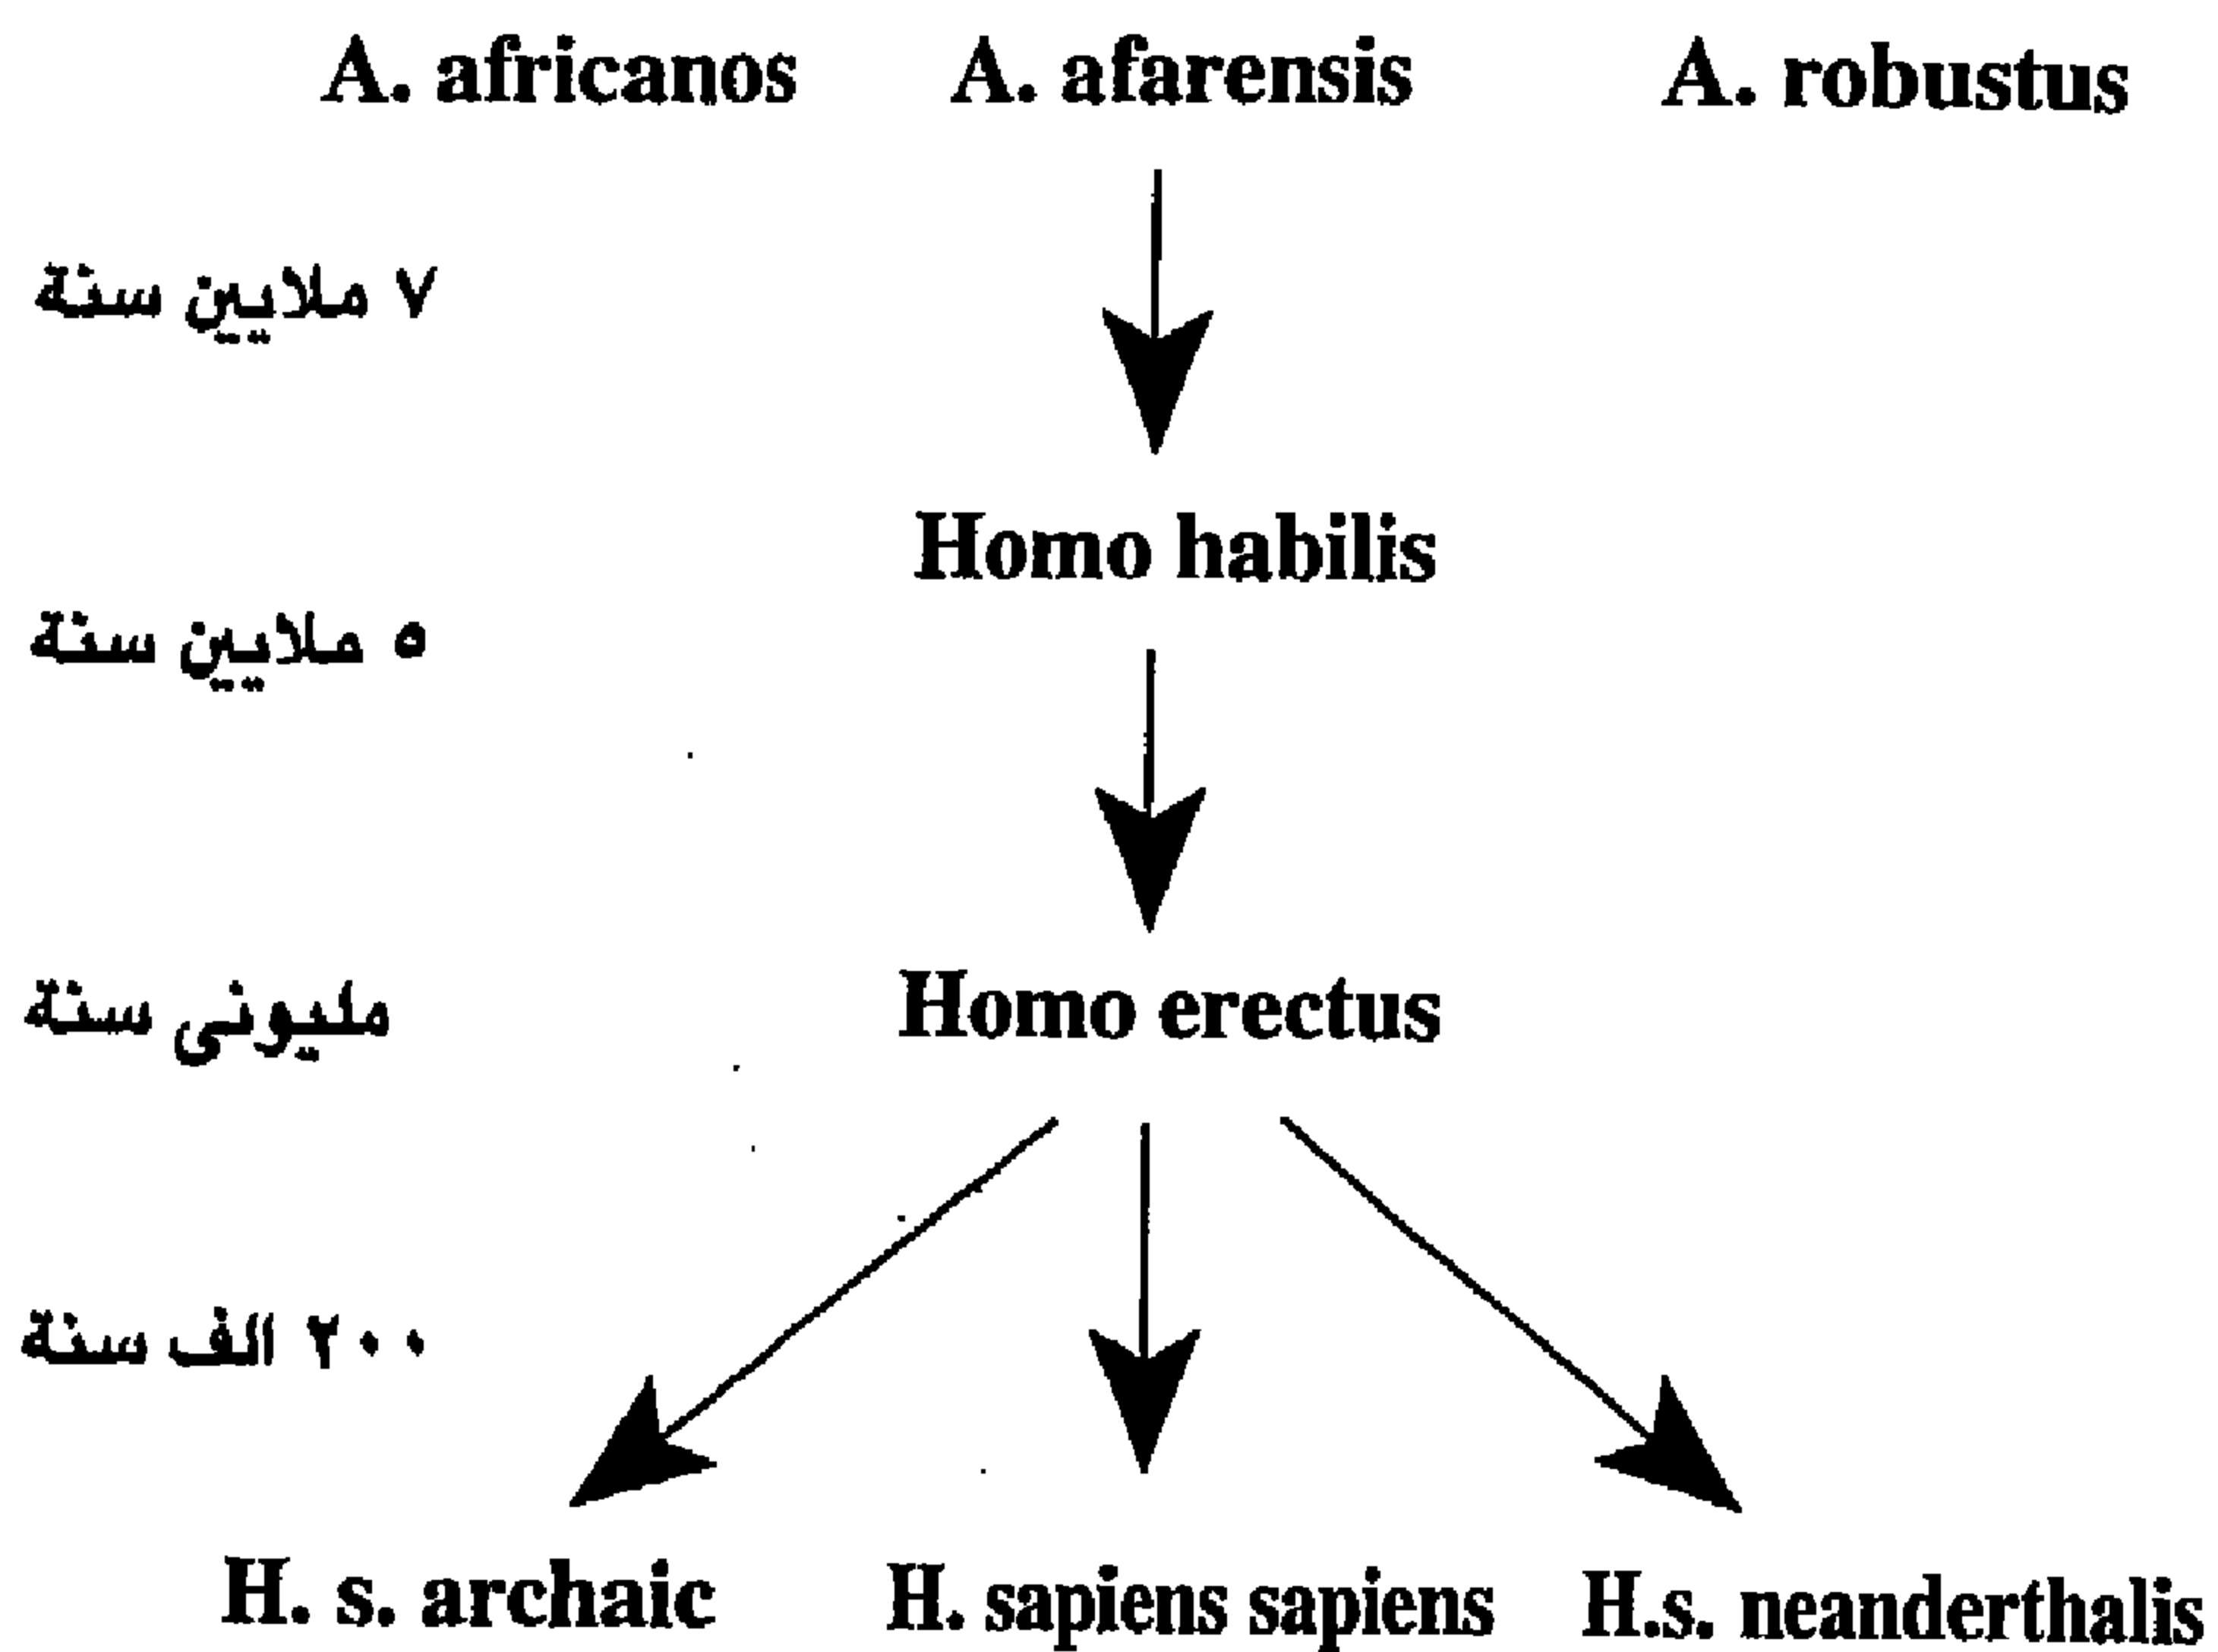 A. africanos A. afarensis A. robustus
٧ ملايين سنة
Homo habilis
٥ ملايين سنة
Homo erectus
مليونى سنة
٢٠٠ الف سنة
H. s. archaic H. sapiens sapiens H.s. neanderthalis